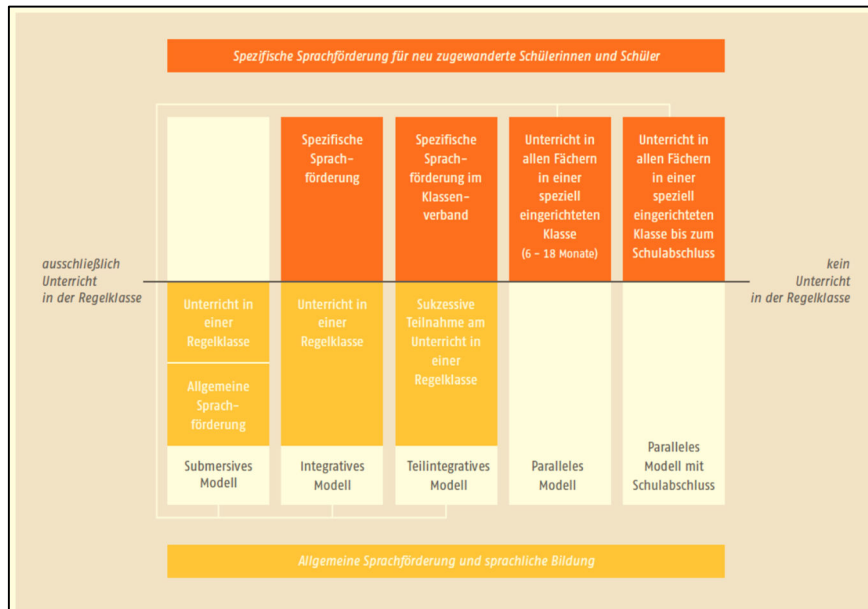 Spezifische Sprachförderung für neu zugewanderte Schülerinnen und Schüler
Spezifische
Sprach-
förderung
Spezifische
Sprach-
förderung im
Klassen-
verband
Unterricht in
allen Fächern
in einer
speziell
eingerichteten
Klasse
(6 – 18 Monate)
Unterricht in
allen Fächern
in einer
speziell
eingerichteten
Klasse bis zum
Schulabschluss
ausschließlich
Unterricht
in der Regelklasse
kein
Unterricht
in der Regelklasse
Unterricht in
einer
Regelklasse
Allgemeine
Sprach-
förderung
Unterricht in
einer
Regelklasse
Sukzessive
Teilnahme am
Unterricht in
einer
Regelklasse
Submersives
Modell
Integratives
Modell
Teilintegratives
Modell
Paralleles
Modell
Paralleles
Modell mit
Schulabschluss
Allgemeine Sprachförderung und sprachliche Bildung